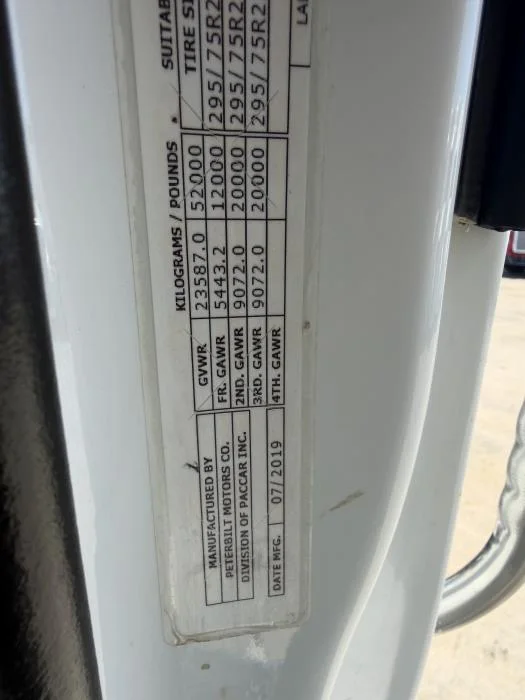 MANUFACTURED BY
PETERBILT MOTORS CO.
DIVISION OF PACCAR INC.
DATE MFG. 07/2019
KILOGRAMS / POUNDS
GVWR 23587.0 52000
FR. GAWR 5443.2 12000 295/75R2
2ND. GAWR 9072.0 20000 295/75R2
3RD. GAWR 9072.0 20000 295/75R2
4TH. GAWR
SUITAB
TIRE SI
LA